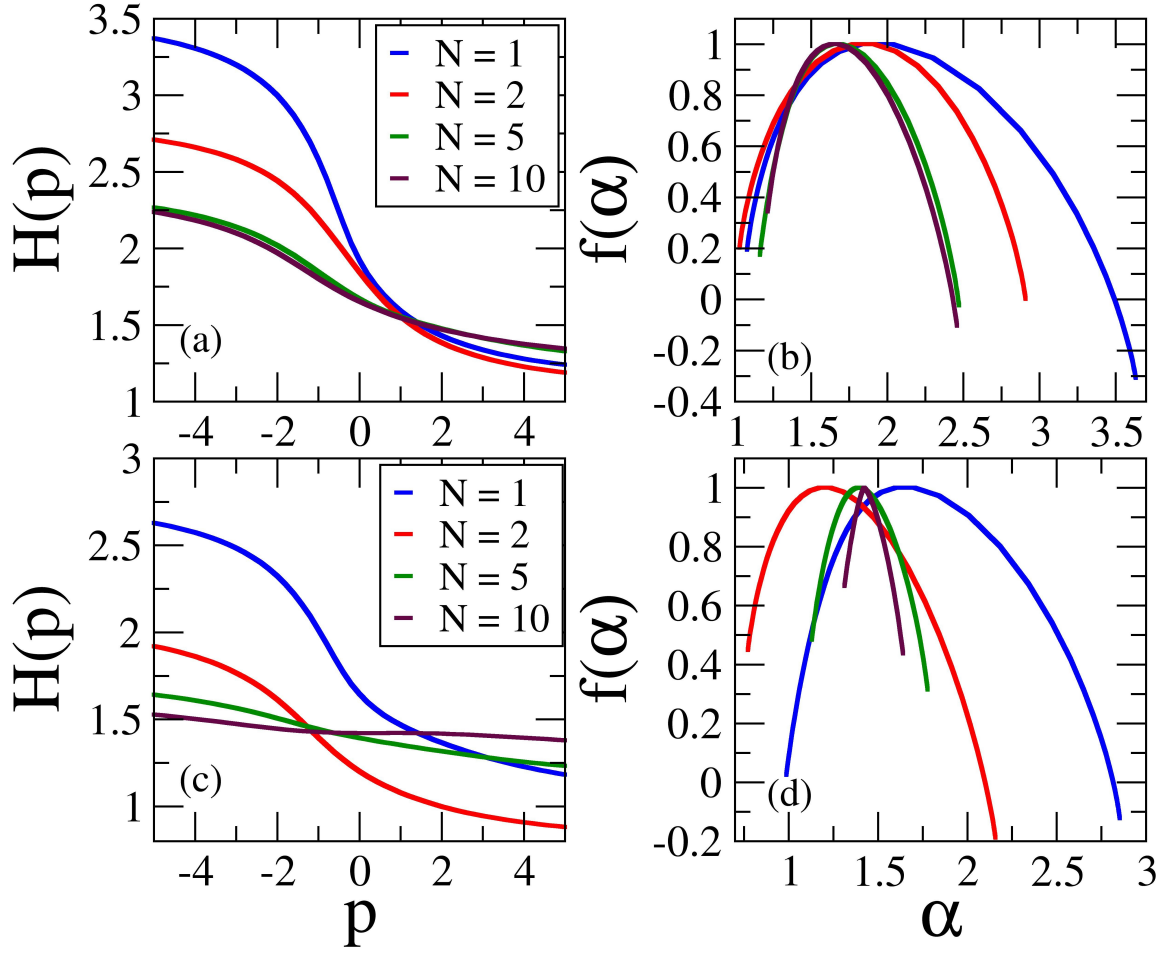 H(p)
3.5
3
2.5
2
1.5
1
-4 -2 0 2 4
N = 1
N = 2
N = 5
N = 10
(a)
f(α)
1
0.8
0.6
0.4
0.2
0
-0.2
-0.4
1 1.5 2 2.5 3 3.5
(b)
H(p)
3
2.5
2
1.5
1
-4 -2 0 2 4
p
N = 1
N = 2
N = 5
N = 10
(c)
f(α)
1
0.8
0.6
0.4
0.2
0
-0.2
1 1.5 2 2.5 3
α
(d)